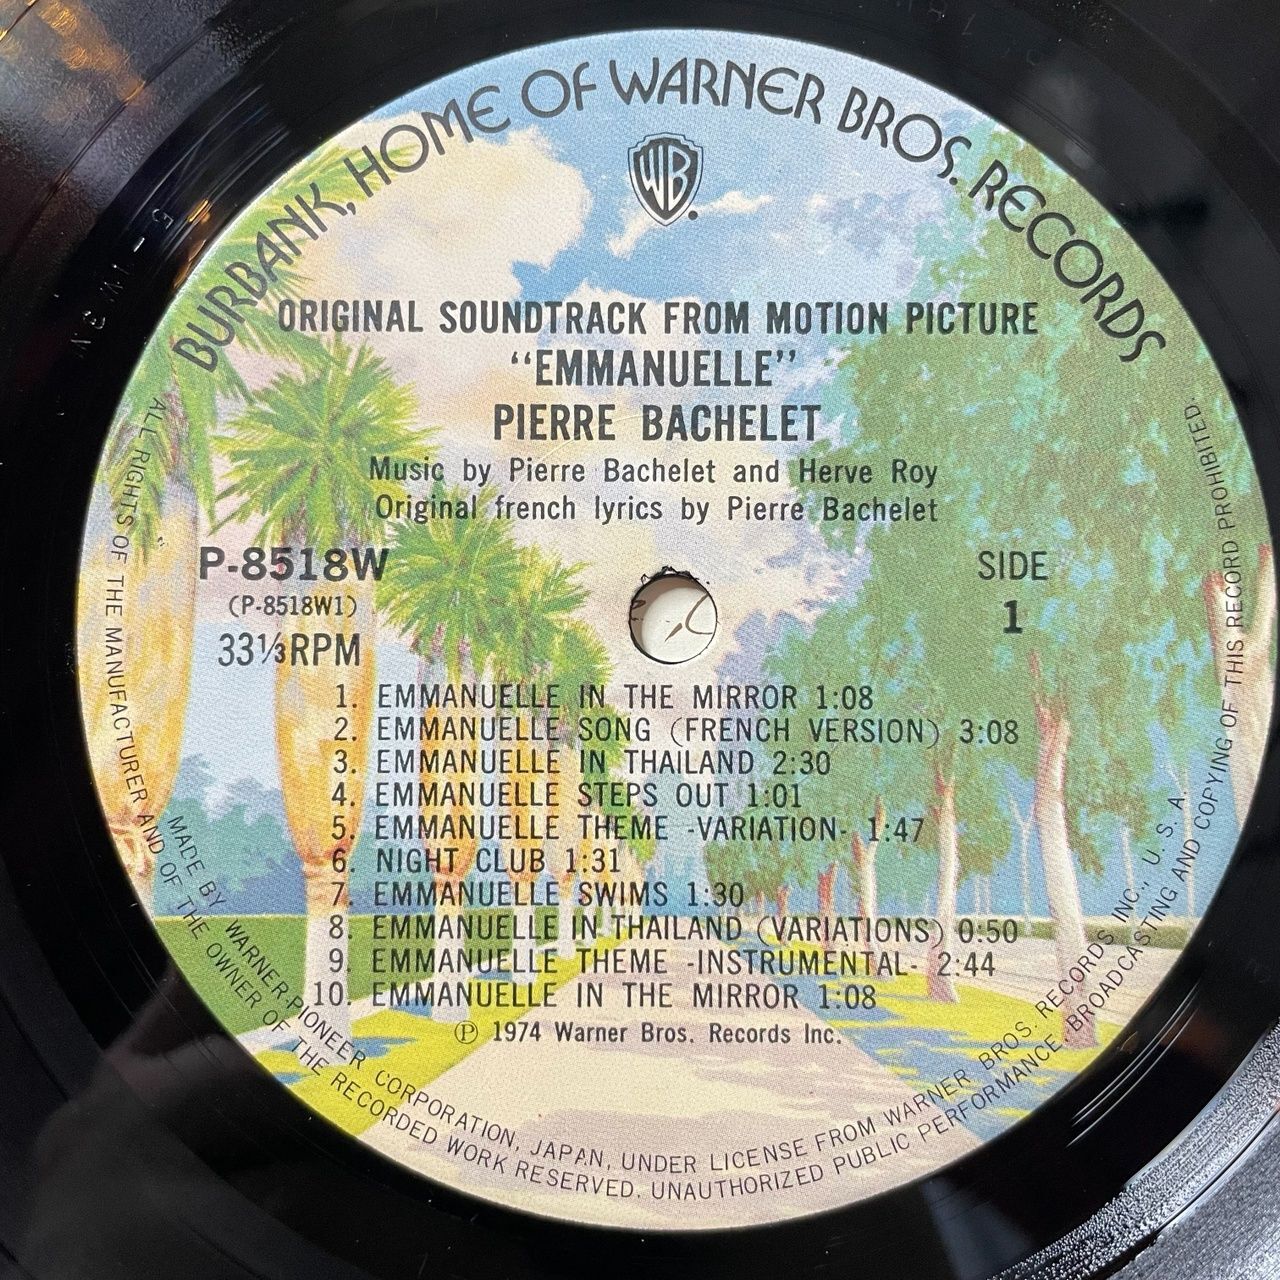 BURBANK, HOME OF WARNER BROS. RECORDS
WB
ORIGINAL SOUNDTRACK FROM MOTION PICTURE
“EMMANUELLE”
PIERRE BACHELET
Music by Pierre Bachelet and Herve Roy
Original french lyrics by Pierre Bachelet
P-8518W
(P-8518W1)
33⅓RPM
SIDE
1
1. EMMANUELLE IN THE MIRROR 1:08
2. EMMANUELLE SONG (FRENCH VERSION) 3:08
3. EMMANUELLE IN THAILAND 2:30
4. EMMANUELLE STEPS OUT 1:01
5. EMMANUELLE THEME -VARIATION- 1:47
6. NIGHT CLUB 1:31
7. EMMANUELLE SWIMS 1:30
8. EMMANUELLE IN THAILAND (VARIATIONS) 0:50
9. EMMANUELLE THEME -INSTRUMENTAL- 2:44
10. EMMANUELLE IN THE MIRROR 1:08
Ⓟ 1974 Warner Bros. Records Inc.
MADE BY WARNER-PIONEER CORPORATION, JAPAN, UNDER LICENSE FROM WARNER BROS. RECORDS INC., U. S. A.
ALL RIGHTS OF THE MANUFACTURER AND OF THE OWNER OF THE RECORDED WORK RESERVED. UNAUTHORIZED PUBLIC PERFORMANCE, BROADCASTING AND COPYING OF THIS RECORD PROHIBITED.